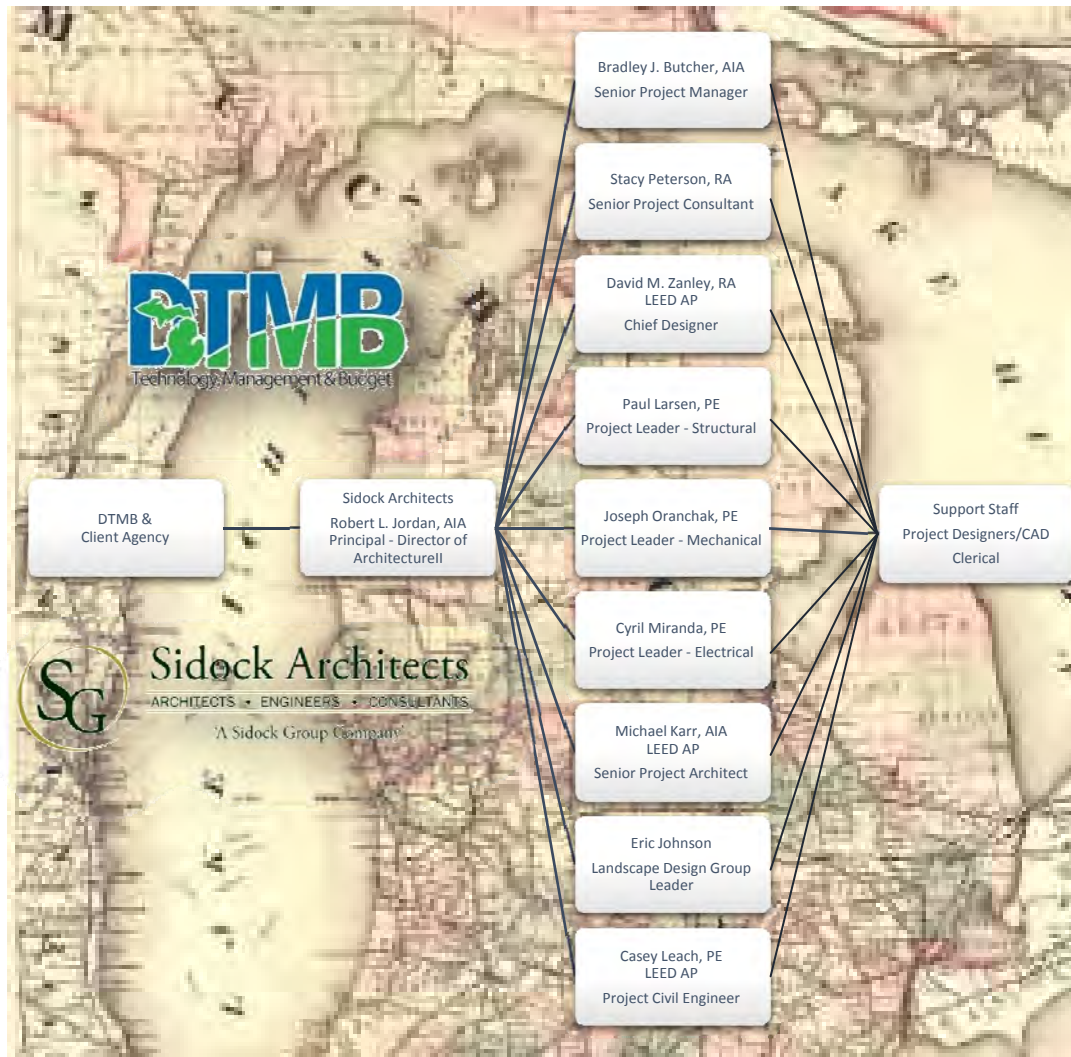 Bradley J. Butcher, AIA
Senior Project Manager
Stacy Peterson, RA
Senior Project Consultant
David M. Zanley, RA
LEED AP
Chief Designer
DTMB
Technology, Management & Budget
Paul Larsen, PE
Project Leader - Structural
DTMB &
Client Agency
Sidock Architects
Robert L. Jordan, AIA
Principal - Director of
ArchitectureII
Joseph Oranchak, PE
Project Leader - Mechanical
Support Staff
Project Designers/CAD
Clerical
Cyril Miranda, PE
Project Leader - Electrical
SG
Sidock Architects
ARCHITECTS • ENGINEERS • CONSULTANTS
'A Sidock Group Company'
Michael Karr, AIA
LEED AP
Senior Project Architect
Eric Johnson
Landscape Design Group
Leader
Casey Leach, PE
LEED AP
Project Civil Engineer